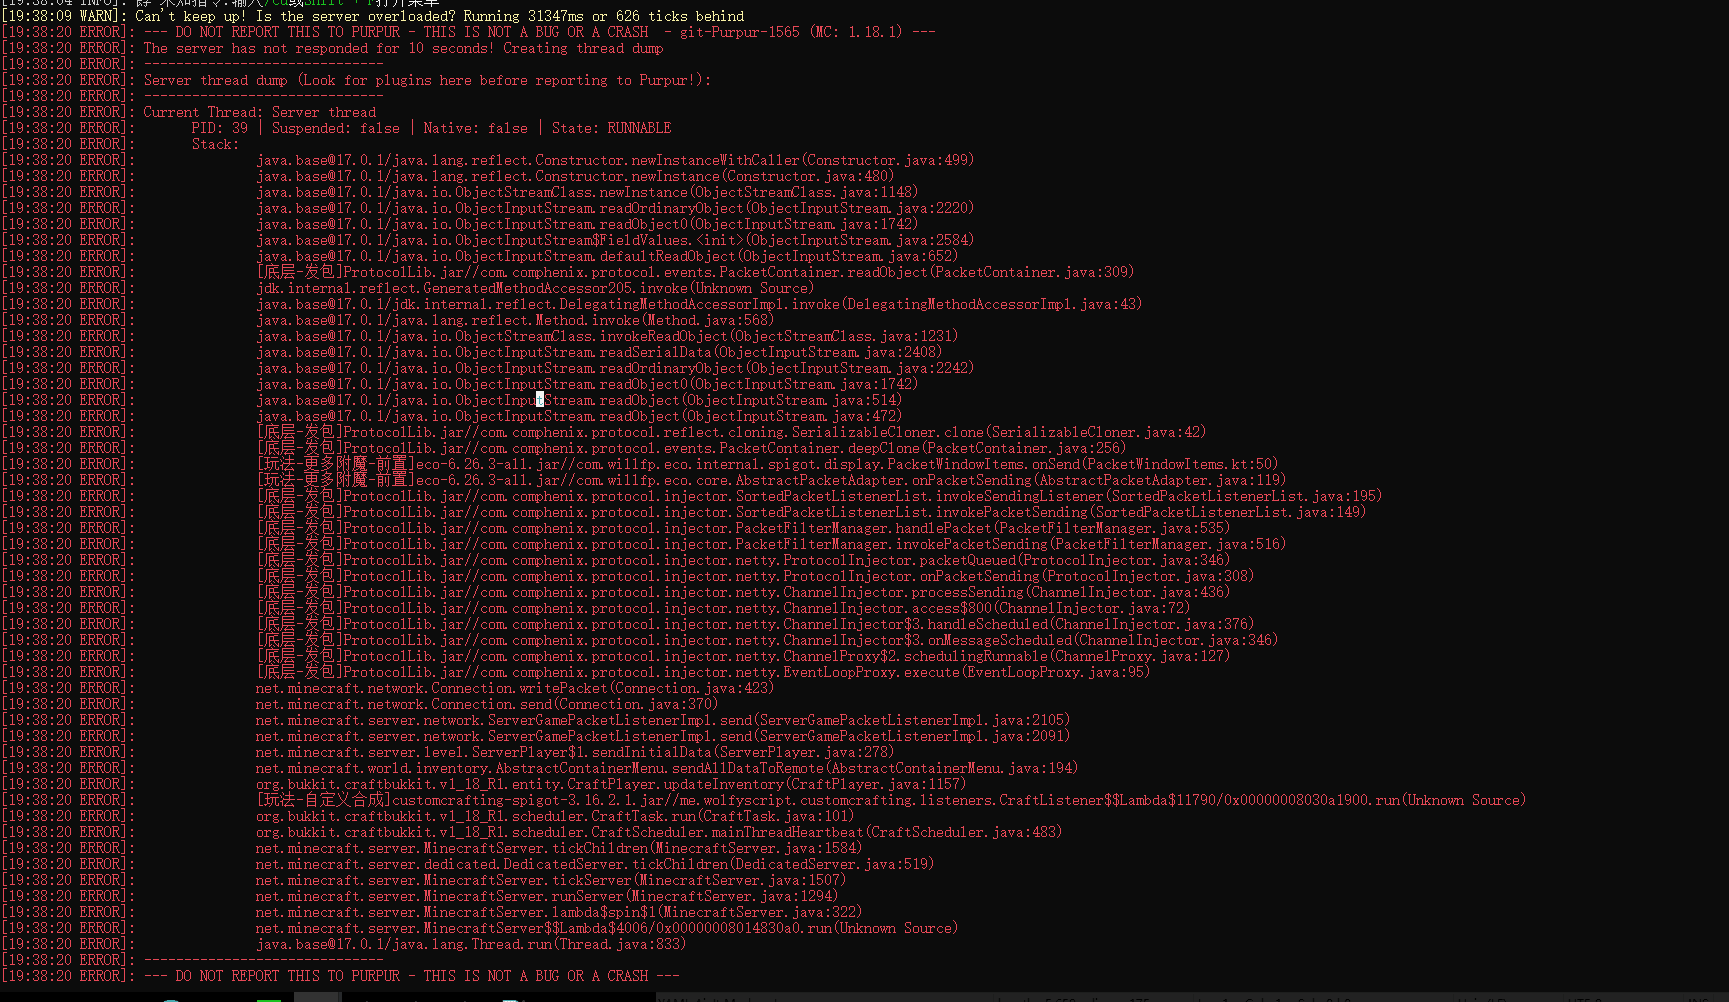 [19:38:04 INFO]: 未知指令.输入/cd或Shift + F打开菜单
[19:38:09 WARN]: Can't keep up! Is the server overloaded? Running 31347ms or 626 ticks behind
[19:38:20 ERROR]: --- DO NOT REPORT THIS TO PURPUR - THIS IS NOT A BUG OR A CRASH  - git-Purpur-1565 (MC: 1.18.1) ---
[19:38:20 ERROR]: The server has not responded for 10 seconds! Creating thread dump
[19:38:20 ERROR]: ------------------------------
[19:38:20 ERROR]: Server thread dump (Look for plugins here before reporting to Purpur!):
[19:38:20 ERROR]: ------------------------------
[19:38:20 ERROR]: Current Thread: Server thread
[19:38:20 ERROR]: PID: 39 | Suspended: false | Native: false | State: RUNNABLE
[19:38:20 ERROR]: Stack:
[19:38:20 ERROR]: java.base@17.0.1/java.lang.reflect.Constructor.newInstanceWithCaller(Constructor.java:499)
[19:38:20 ERROR]: java.base@17.0.1/java.lang.reflect.Constructor.newInstance(Constructor.java:480)
[19:38:20 ERROR]: java.base@17.0.1/java.io.ObjectStreamClass.newInstance(ObjectStreamClass.java:1148)
[19:38:20 ERROR]: java.base@17.0.1/java.io.ObjectInputStream.readOrdinaryObject(ObjectInputStream.java:2220)
[19:38:20 ERROR]: java.base@17.0.1/java.io.ObjectInputStream.readObject0(ObjectInputStream.java:1742)
[19:38:20 ERROR]: java.base@17.0.1/java.io.ObjectInputStream$FieldValues.<init>(ObjectInputStream.java:2584)
[19:38:20 ERROR]: java.base@17.0.1/java.io.ObjectInputStream.defaultReadObject(ObjectInputStream.java:652)
[19:38:20 ERROR]: [底层-发包]ProtocolLib.jar//com.comphenix.protocol.events.PacketContainer.readObject(PacketContainer.java:309)
[19:38:20 ERROR]: jdk.internal.reflect.GeneratedMethodAccessor205.invoke(Unknown Source)
[19:38:20 ERROR]: java.base@17.0.1/jdk.internal.reflect.DelegatingMethodAccessorImpl.invoke(DelegatingMethodAccessorImpl.java:43)
[19:38:20 ERROR]: java.base@17.0.1/java.lang.reflect.Method.invoke(Method.java:568)
[19:38:20 ERROR]: java.base@17.0.1/java.io.ObjectStreamClass.invokeReadObject(ObjectStreamClass.java:1231)
[19:38:20 ERROR]: java.base@17.0.1/java.io.ObjectInputStream.readSerialData(ObjectInputStream.java:2408)
[19:38:20 ERROR]: java.base@17.0.1/java.io.ObjectInputStream.readOrdinaryObject(ObjectInputStream.java:2242)
[19:38:20 ERROR]: java.base@17.0.1/java.io.ObjectInputStream.readObject0(ObjectInputStream.java:1742)
[19:38:20 ERROR]: java.base@17.0.1/java.io.ObjectInputStream.readObject(ObjectInputStream.java:514)
[19:38:20 ERROR]: java.base@17.0.1/java.io.ObjectInputStream.readObject(ObjectInputStream.java:472)
[19:38:20 ERROR]: [底层-发包]ProtocolLib.jar//com.comphenix.protocol.reflect.cloning.SerializableCloner.clone(SerializableCloner.java:42)
[19:38:20 ERROR]: [底层-发包]ProtocolLib.jar//com.comphenix.protocol.events.PacketContainer.deepClone(PacketContainer.java:256)
[19:38:20 ERROR]: [玩法-更多附魔-前置]eco-6.26.3-all.jar//com.willfp.eco.internal.spigot.display.PacketWindowItems.onSend(PacketWindowItems.kt:50)
[19:38:20 ERROR]: [玩法-更多附魔-前置]eco-6.26.3-all.jar//com.willfp.eco.core.AbstractPacketAdapter.onPacketSending(AbstractPacketAdapter.java:119)
[19:38:20 ERROR]: [底层-发包]ProtocolLib.jar//com.comphenix.protocol.injector.SortedPacketListenerList.invokeSendingListener(SortedPacketListenerList.java:195)
[19:38:20 ERROR]: [底层-发包]ProtocolLib.jar//com.comphenix.protocol.injector.SortedPacketListenerList.invokePacketSending(SortedPacketListenerList.java:149)
[19:38:20 ERROR]: [底层-发包]ProtocolLib.jar//com.comphenix.protocol.injector.PacketFilterManager.handlePacket(PacketFilterManager.java:535)
[19:38:20 ERROR]: [底层-发包]ProtocolLib.jar//com.comphenix.protocol.injector.PacketFilterManager.invokePacketSending(PacketFilterManager.java:516)
[19:38:20 ERROR]: [底层-发包]ProtocolLib.jar//com.comphenix.protocol.injector.netty.ProtocolInjector.packetQueued(ProtocolInjector.java:346)
[19:38:20 ERROR]: [底层-发包]ProtocolLib.jar//com.comphenix.protocol.injector.netty.ProtocolInjector.onPacketSending(ProtocolInjector.java:308)
[19:38:20 ERROR]: [底层-发包]ProtocolLib.jar//com.comphenix.protocol.injector.netty.ChannelInjector.processSending(ChannelInjector.java:436)
[19:38:20 ERROR]: [底层-发包]ProtocolLib.jar//com.comphenix.protocol.injector.netty.ChannelInjector.access$800(ChannelInjector.java:72)
[19:38:20 ERROR]: [底层-发包]ProtocolLib.jar//com.comphenix.protocol.injector.netty.ChannelInjector$3.handleScheduled(ChannelInjector.java:376)
[19:38:20 ERROR]: [底层-发包]ProtocolLib.jar//com.comphenix.protocol.injector.netty.ChannelInjector$3.onMessageScheduled(ChannelInjector.java:346)
[19:38:20 ERROR]: [底层-发包]ProtocolLib.jar//com.comphenix.protocol.injector.netty.ChannelProxy$2.schedulingRunnable(ChannelProxy.java:127)
[19:38:20 ERROR]: [底层-发包]ProtocolLib.jar//com.comphenix.protocol.injector.netty.EventLoopProxy.execute(EventLoopProxy.java:95)
[19:38:20 ERROR]: net.minecraft.network.Connection.writePacket(Connection.java:423)
[19:38:20 ERROR]: net.minecraft.network.Connection.send(Connection.java:370)
[19:38:20 ERROR]: net.minecraft.server.network.ServerGamePacketListenerImpl.send(ServerGamePacketListenerImpl.java:2105)
[19:38:20 ERROR]: net.minecraft.server.network.ServerGamePacketListenerImpl.send(ServerGamePacketListenerImpl.java:2091)
[19:38:20 ERROR]: net.minecraft.server.level.ServerPlayer$1.sendInitialData(ServerPlayer.java:278)
[19:38:20 ERROR]: net.minecraft.world.inventory.AbstractContainerMenu.sendAllDataToRemote(AbstractContainerMenu.java:194)
[19:38:20 ERROR]: org.bukkit.craftbukkit.v1_18_R1.entity.CraftPlayer.updateInventory(CraftPlayer.java:1157)
[19:38:20 ERROR]: [玩法-自定义合成]customcrafting-spigot-3.16.2.1.jar//me.wolfyscript.customcrafting.listeners.CraftListener$$Lambda$11790/0x00000008030a1900.run(Unknown Source)
[19:38:20 ERROR]: org.bukkit.craftbukkit.v1_18_R1.scheduler.CraftTask.run(CraftTask.java:101)
[19:38:20 ERROR]: org.bukkit.craftbukkit.v1_18_R1.scheduler.CraftScheduler.mainThreadHeartbeat(CraftScheduler.java:483)
[19:38:20 ERROR]: net.minecraft.server.MinecraftServer.tickChildren(MinecraftServer.java:1584)
[19:38:20 ERROR]: net.minecraft.server.dedicated.DedicatedServer.tickChildren(DedicatedServer.java:519)
[19:38:20 ERROR]: net.minecraft.server.MinecraftServer.tickServer(MinecraftServer.java:1507)
[19:38:20 ERROR]: net.minecraft.server.MinecraftServer.runServer(MinecraftServer.java:1294)
[19:38:20 ERROR]: net.minecraft.server.MinecraftServer.lambda$spin$1(MinecraftServer.java:322)
[19:38:20 ERROR]: net.minecraft.server.MinecraftServer$$Lambda$4006/0x00000008014830a0.run(Unknown Source)
[19:38:20 ERROR]: java.base@17.0.1/java.lang.Thread.run(Thread.java:833)
[19:38:20 ERROR]: ------------------------------
[19:38:20 ERROR]: --- DO NOT REPORT THIS TO PURPUR - THIS IS NOT A BUG OR A CRASH ---